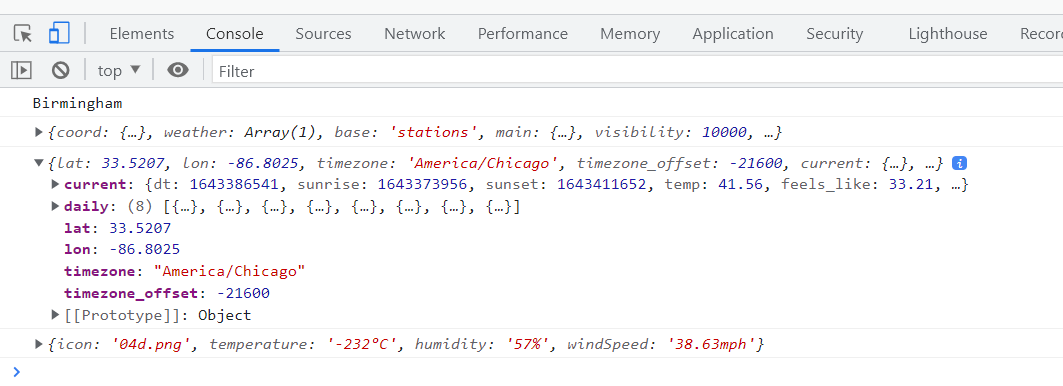 Elements Console Sources Network Performance Memory Application Security Lighthouse Recor
top ▼ Filter
Birmingham
▶{coord: {…}, weather: Array(1), base: 'stations', main: {…}, visibility: 10000, …}
▼{lat: 33.5207, lon: -86.8025, timezone: 'America/Chicago', timezone_offset: -21600, current: {…}, …} i
▶current: {dt: 1643386541, sunrise: 1643373956, sunset: 1643411652, temp: 41.56, feels_like: 33.21, …}
▶daily: (8) [{…}, {…}, {…}, {…}, {…}, {…}, {…}, {…}]
lat: 33.5207
lon: -86.8025
timezone: "America/Chicago"
timezone_offset: -21600
▶[[Prototype]]: Object
▶{icon: '04d.png', temperature: '-232°C', humidity: '57%', windSpeed: '38.63mph'}